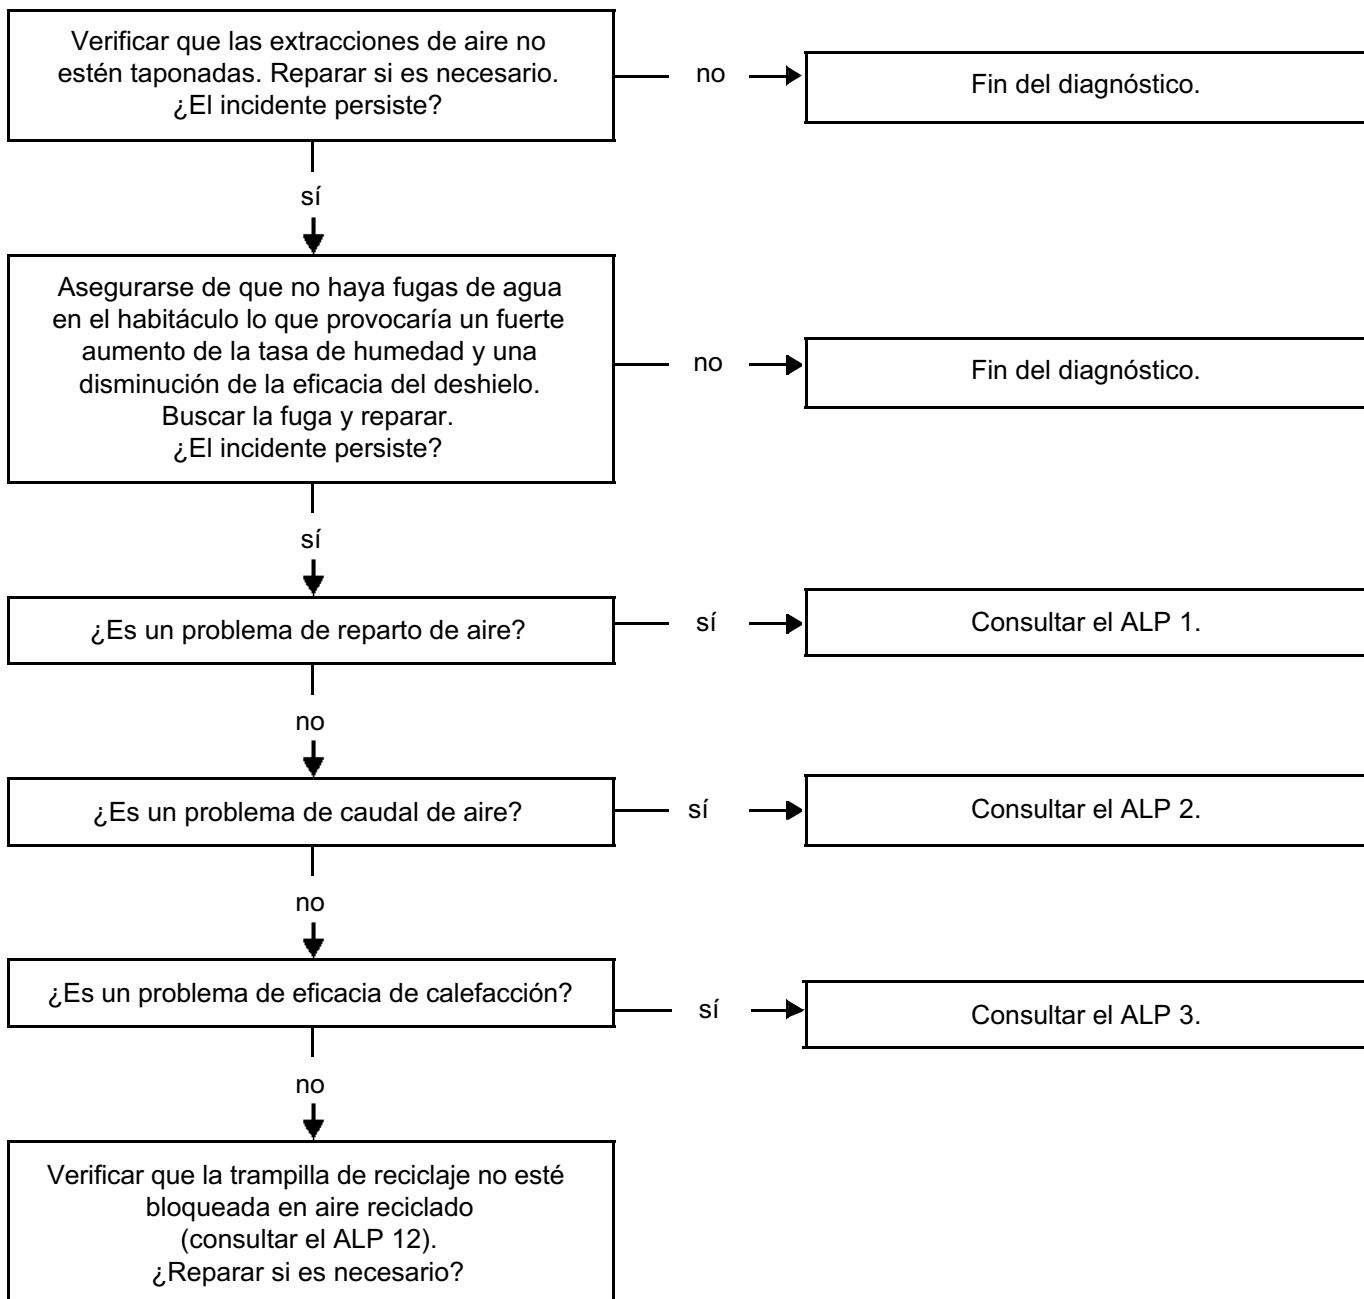 Verificar que las extracciones de aire no
estén taponadas. Reparar si es necesario.
¿El incidente persiste?
no
Fin del diagnóstico.
sí
Asegurarse de que no haya fugas de agua
en el habitáculo lo que provocaría un fuerte
aumento de la tasa de humedad y una
disminución de la eficacia del deshielo.
Buscar la fuga y reparar.
¿El incidente persiste?
no
Fin del diagnóstico.
sí
¿Es un problema de reparto de aire?
sí
Consultar el ALP 1.
no
¿Es un problema de caudal de aire?
sí
Consultar el ALP 2.
no
¿Es un problema de eficacia de calefacción?
sí
Consultar el ALP 3.
no
Verificar que la trampilla de reciclaje no esté
bloqueada en aire reciclado
(consultar el ALP 12).
¿Reparar si es necesario?